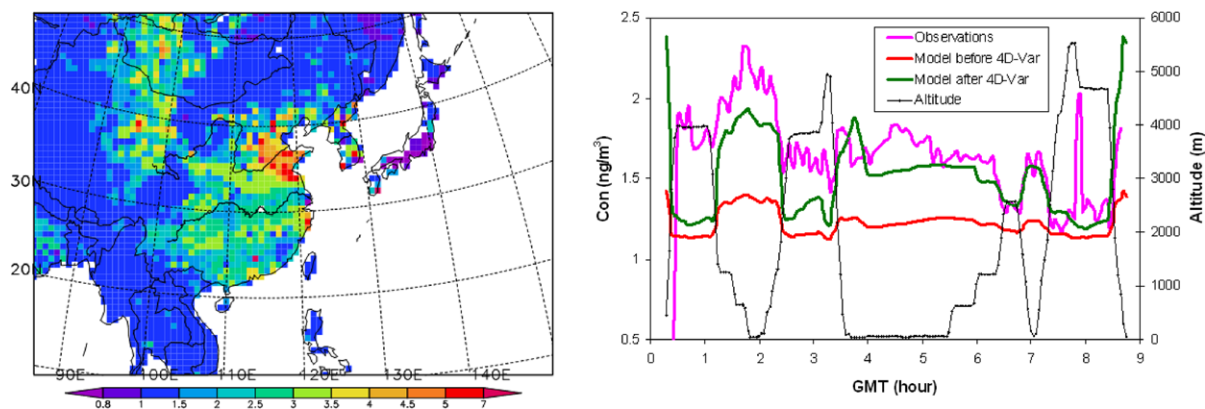 40N
30N
20N
90E 100E 110E 120E 130E 140E
0.8 1 1.5 2 2.5 3 3.5 4 4.5 5 7
Observations
Model before 4D-Var
Model after 4D-Var
Altitude
Con (ng/m³)
2.5
2
1.5
1
0.5
0 1 2 3 4 5 6 7 8 9
GMT (hour)
6000
5000
4000
3000
2000
1000
0
Altitude (m)